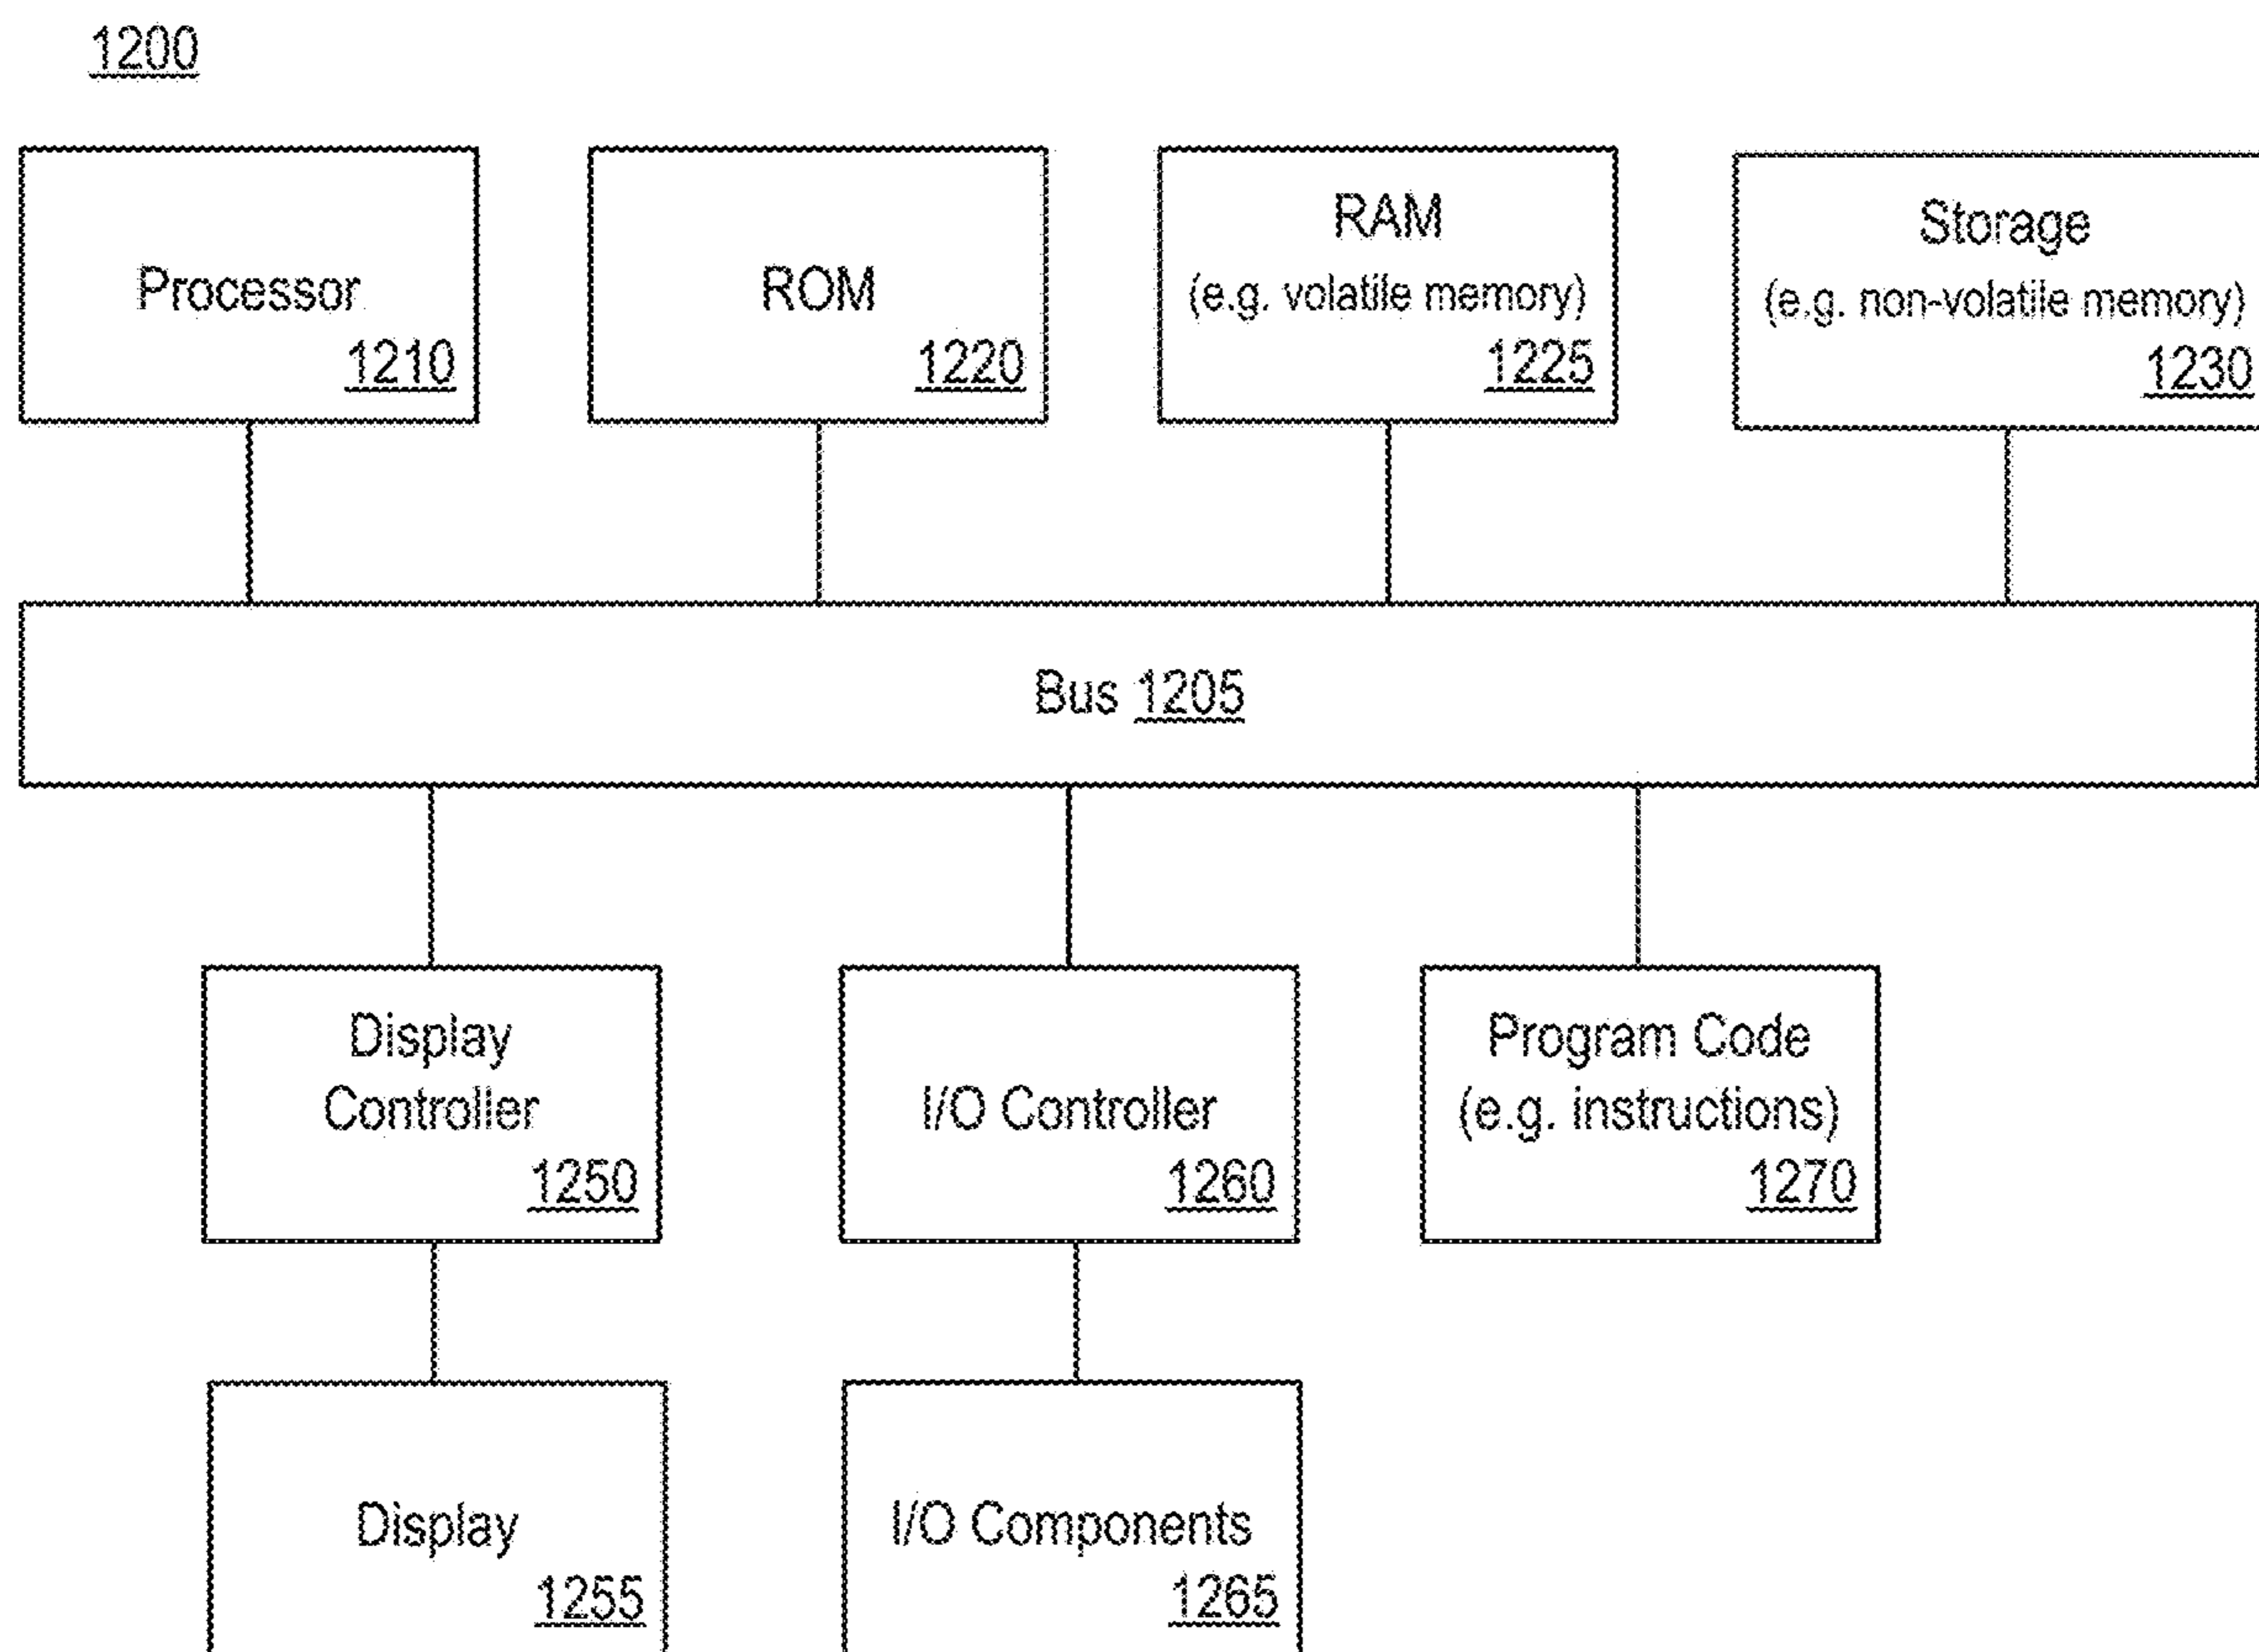 1200
Processor
1210
ROM
1220
RAM
(e.g. volatile memory)
1225
Storage
(e.g. non-volatile memory)
1230
Bus 1205
Display
Controller
1250
I/O Controller
1260
Program Code
(e.g. instructions)
1270
Display
1255
I/O Components
1265